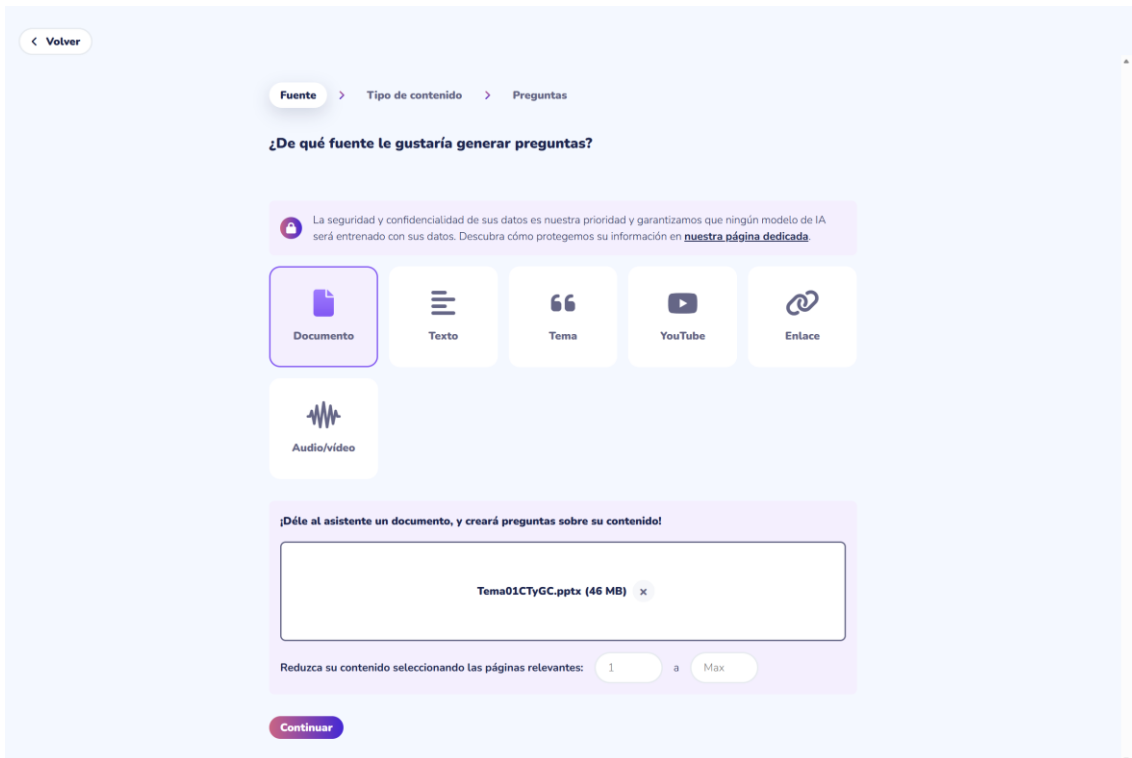 Volver
Fuente > Tipo de contenido > Preguntas
¿De qué fuente le gustaría generar preguntas?
La seguridad y confidencialidad de sus datos es nuestra prioridad y garantizamos que ningún modelo de IA
será entrenado con sus datos. Descubra cómo protegemos su información en nuestra página dedicada.
Documento
Texto
Tema
YouTube
Enlace
Audio/vídeo
¡Déle al asistente un documento, y creará preguntas sobre su contenido!
Tema01CTyGC.pptx (46 MB) ×
Reduzca su contenido seleccionando las páginas relevantes: 1 a Max
Continuar